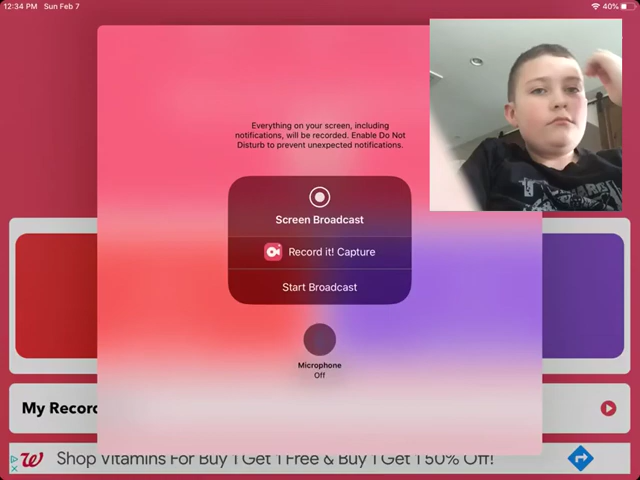 12:34 PM Sun Feb 7
40%
Everything on your screen, including
notifications, will be recorded. Enable Do Not
Disturb to prevent unexpected notifications.
Screen Broadcast
Record it! Capture
Start Broadcast
Microphone
Off
My Recor
Shop Vitamins For Buy 1 Get 1 Free & Buy 1 Get 1 50% Off!